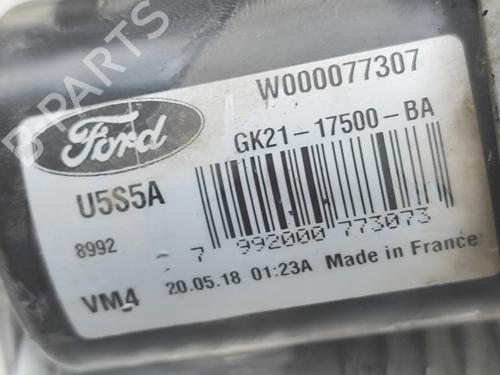 B PARTS
W000077307
Ford
GK21-17500-BA
U5S5A
8992
7 992000 773073
VM4
20.05.18 01:23A Made in France